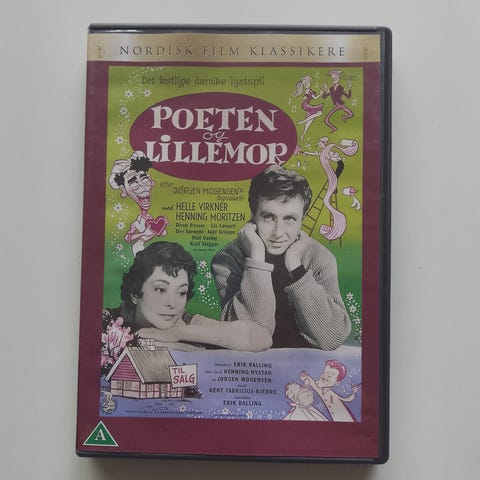 NORDISK FILM KLASSIKERE
Det festlige danske lystspil
POETEN
og
LILLEMOR
Efter
JØRGEN MOGENSEN's
tegneserie
med HELLE VIRKNER
HENNING MORITZEN
Dirch Passer · Lis Løwert
Ove Sprogøe · Judy Gringer
Olaf Ussing
Karl Stegger
TIL
SALG
ERIK BALLING
HENNING NYSTAD
og JØRGEN MOGENSEN
BENT FABRICIUS-BJERRE
ERIK BALLING
A